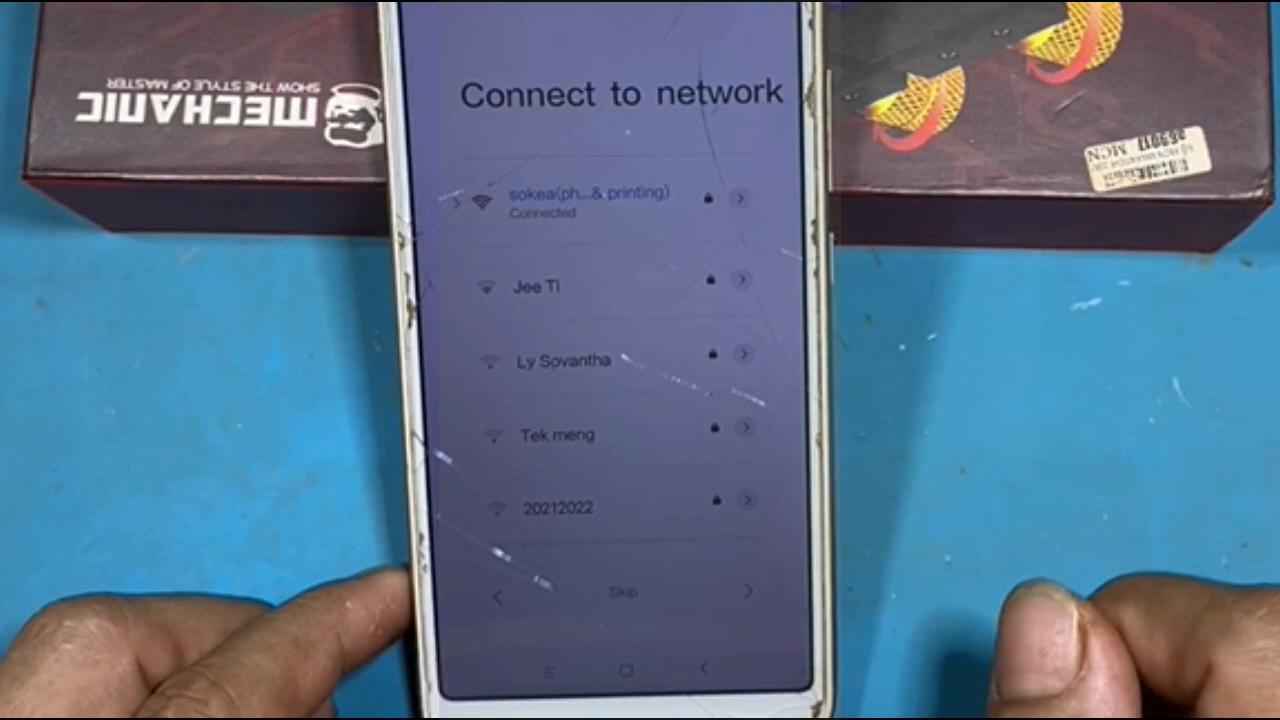 MECHANIC
SHOW THE STYLE OF MASTER
Connect to network
sokea(ph...& printing)
Connected
Jee Ti
Ly Sovantha
Tek meng
20212022
Skip